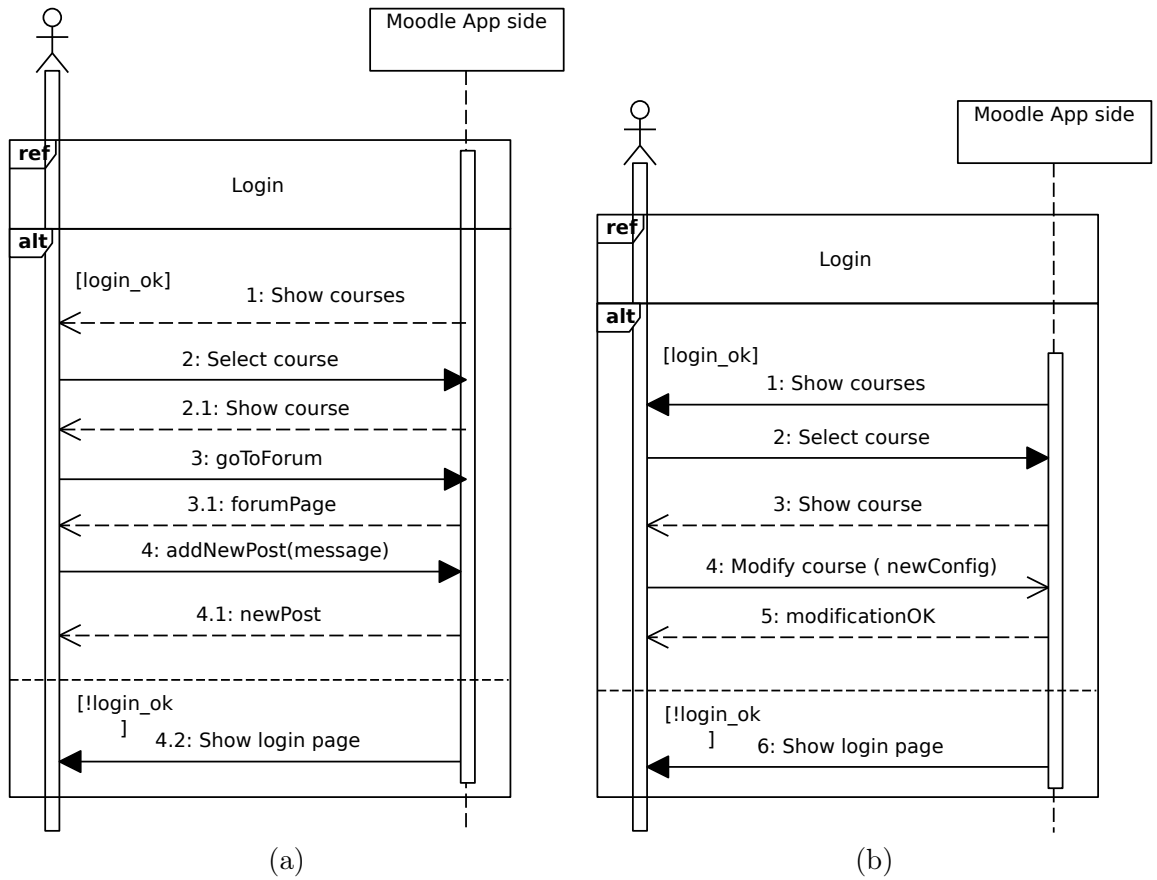 Moodle App side
ref
Login
alt
[login_ok]
1: Show courses
2: Select course
2.1: Show course
3: goToForum
3.1: forumPage
4: addNewPost(message)
4.1: newPost
[!login_ok
]
4.2: Show login page
(a)
Moodle App side
ref
Login
alt
[login_ok]
1: Show courses
2: Select course
3: Show course
4: Modify course ( newConfig)
5: modificationOK
[!login_ok
]
6: Show login page
(b)